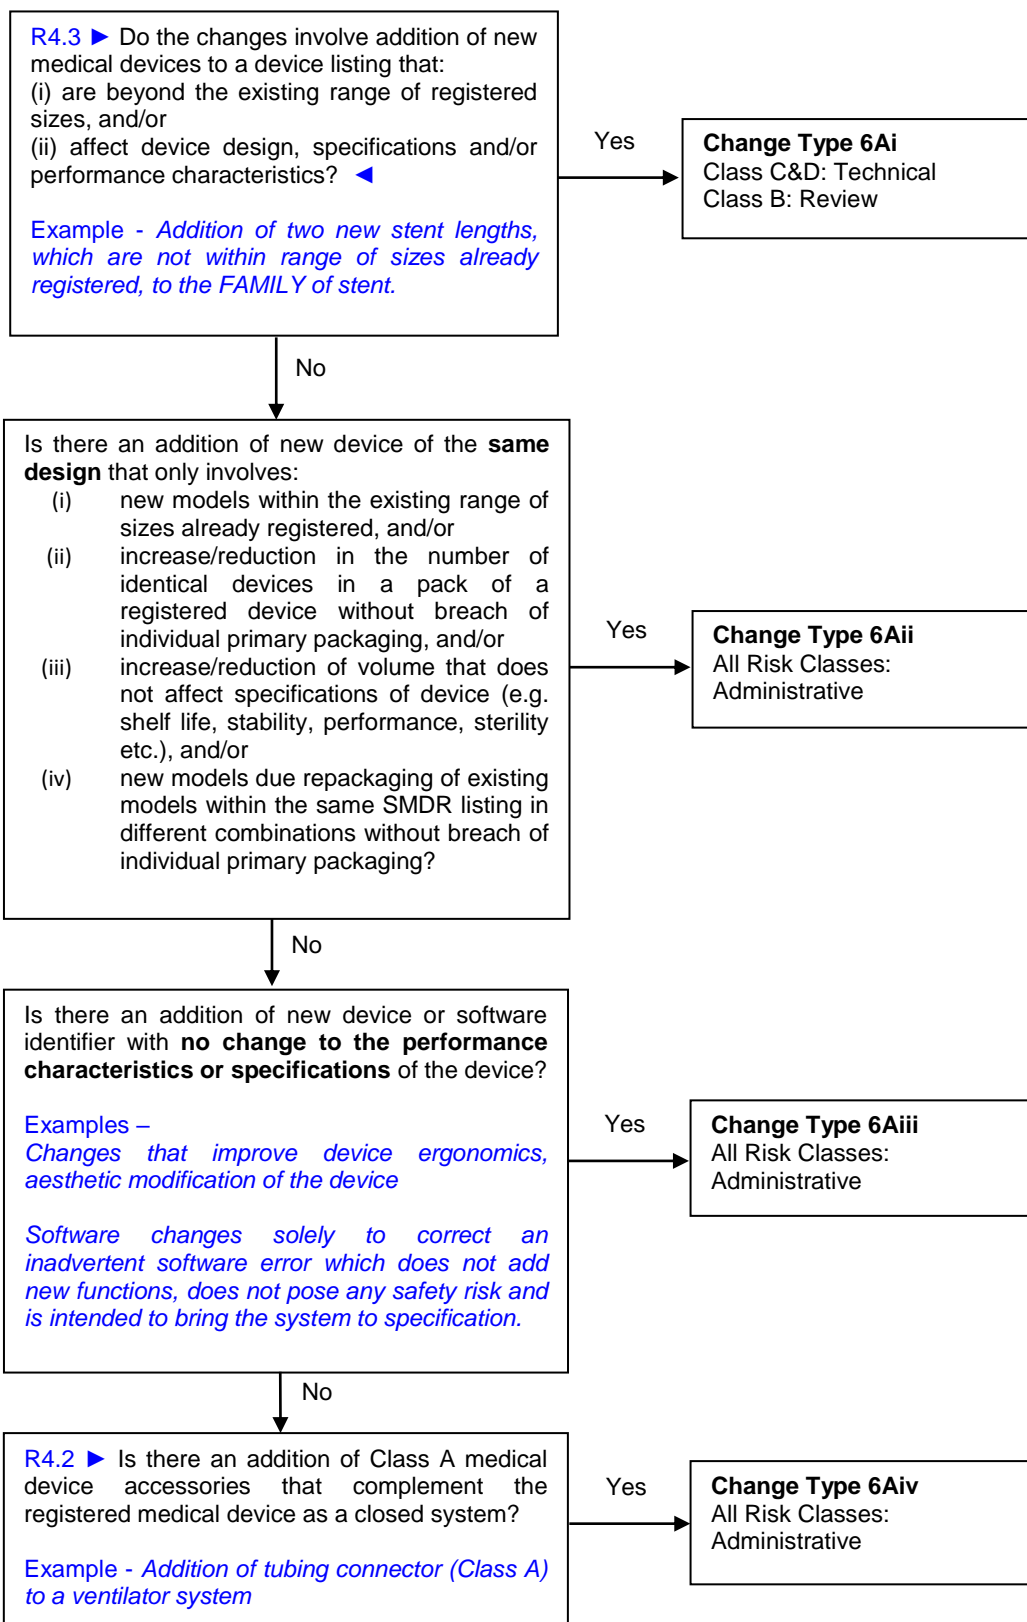 R4.3 ► Do the changes involve addition of new
medical devices to a device listing that:
(i) are beyond the existing range of registered
sizes, and/or
(ii) affect device design, specifications and/or
performance characteristics? ◄
Example - Addition of two new stent lengths,
which are not within range of sizes already
registered, to the FAMILY of stent.
Yes
Change Type 6Ai
Class C&D: Technical
Class B: Review
No
Is there an addition of new device of the same
design that only involves:
(i) new models within the existing range of
sizes already registered, and/or
(ii) increase/reduction in the number of
identical devices in a pack of a
registered device without breach of
individual primary packaging, and/or
(iii) increase/reduction of volume that does
not affect specifications of device (e.g.
shelf life, stability, performance, sterility
etc.), and/or
(iv) new models due repackaging of existing
models within the same SMDR listing in
different combinations without breach of
individual primary packaging?
Yes
Change Type 6Aii
All Risk Classes:
Administrative
No
Is there an addition of new device or software
identifier with no change to the performance
characteristics or specifications of the device?
Examples –
Changes that improve device ergonomics,
aesthetic modification of the device
Software changes solely to correct an
inadvertent software error which does not add
new functions, does not pose any safety risk and
is intended to bring the system to specification.
Yes
Change Type 6Aiii
All Risk Classes:
Administrative
No
R4.2 ► Is there an addition of Class A medical
device accessories that complement the
registered medical device as a closed system?
Example - Addition of tubing connector (Class A)
to a ventilator system
Yes
Change Type 6Aiv
All Risk Classes:
Administrative